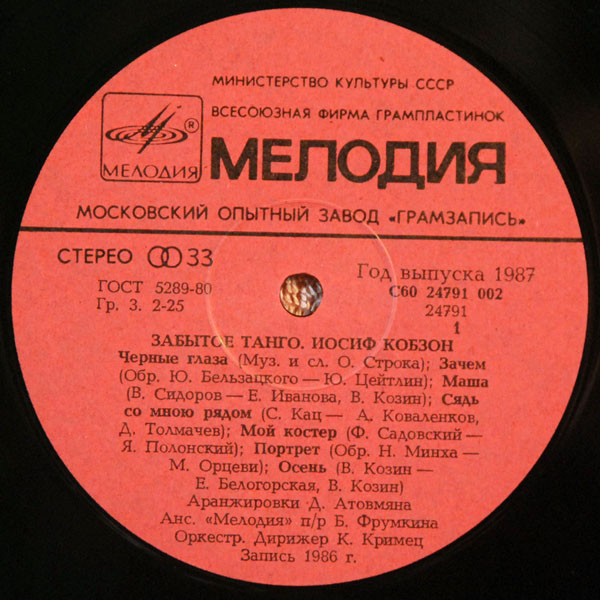 МИНИСТЕРСТВО КУЛЬТУРЫ СССР
ВСЕСОЮЗНАЯ ФИРМА ГРАМПЛАСТИНОК
®
МЕЛОДИЯ
МЕЛОДИЯ
МОСКОВСКИЙ ОПЫТНЫЙ ЗАВОД «ГРАМЗАПИСЬ»
СТЕРЕО 33
Год выпуска 1987
ГОСТ 5289-80
С60 24791 002
Гр. 3. 2-25
24791
1
ЗАБЫТОЕ ТАНГО. ИОСИФ КОБЗОН
Черные глаза (Муз. и сл. О. Строка); Зачем
(Обр. Ю. Бельзацкого — Ю. Цейтлин); Маша
(В. Сидоров — Е. Иванова, В. Козин); Сядь
со мною рядом (С. Кац — А. Коваленков,
Д. Толмачев); Мой костер (Ф. Садовский —
Я. Полонский); Портрет (Обр. Н. Минха —
М. Орцеви); Осень (В. Козин —
Е. Белогорская, В. Козин)
Аранжировки Д. Атовмяна
Анс. «Мелодия» п/р Б. Фрумкина
Оркестр. Дирижер К. Кримец
Запись 1986 г.